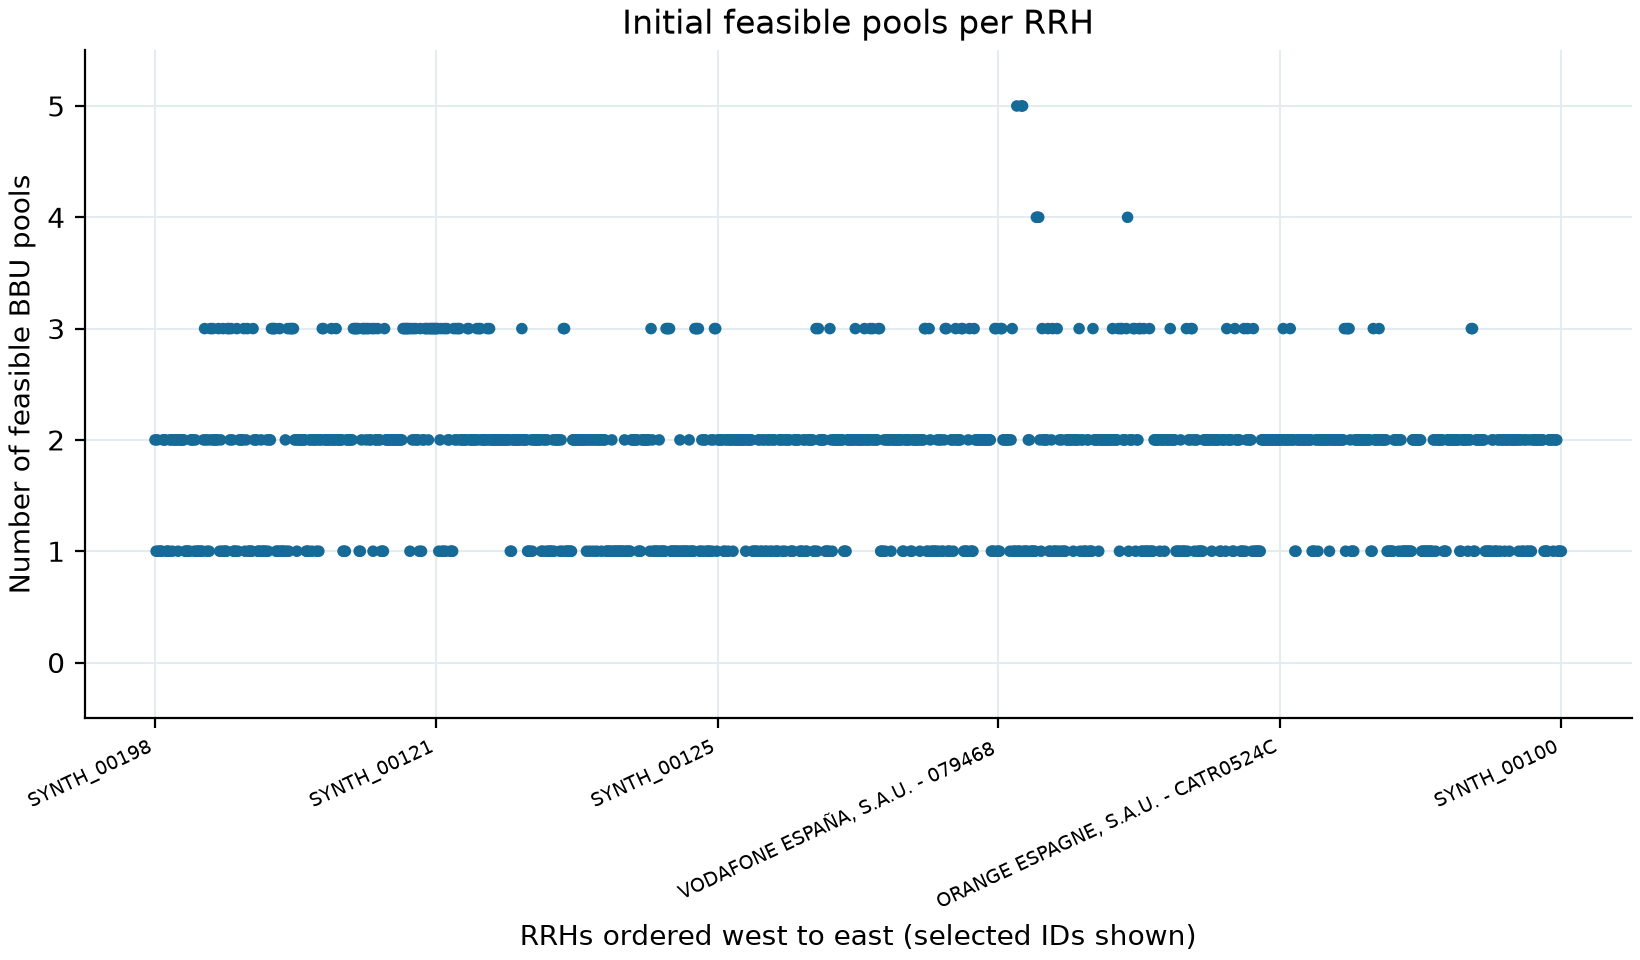 Initial feasible pools per RRH
Number of feasible BBU pools
5
4
3
2
1
0
SYNTH_00198
SYNTH_00121
SYNTH_00125
VODAFONE ESPAÑA, S.A.U. - 079468
ORANGE ESPAGNE, S.A.U. - CATR0524C
SYNTH_00100
RRHs ordered west to east (selected IDs shown)